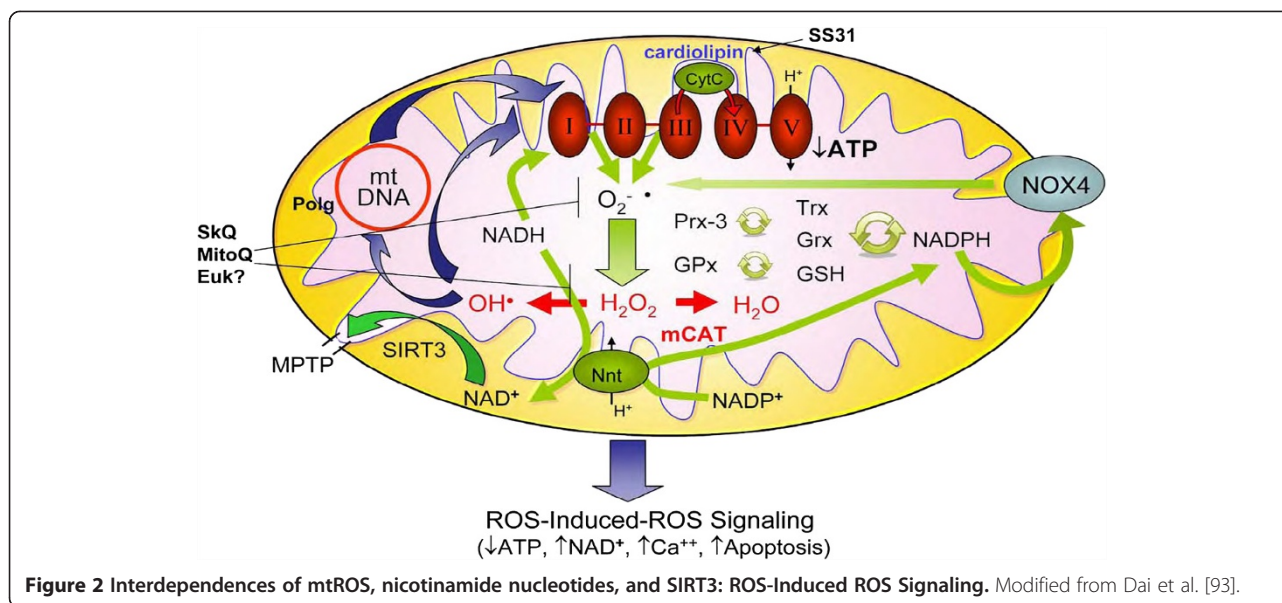 SS31
cardiolipin
CytC
H⁺
I
II
III
IV
V
↓ATP
mt
DNA
Polg
NOX4
O₂⁻ •
SkQ
MitoQ
Euk?
NADH
Prx-3
Trx
Grx
NADPH
GPx
GSH
OH•
H₂O₂
H₂O
mCAT
MPTP
SIRT3
NAD⁺
Nnt
H⁺
NADP⁺
ROS-Induced-ROS Signaling
(↓ATP, ↑NAD⁺, ↑Ca⁺⁺, ↑Apoptosis)
Figure 2 Interdependences of mtROS, nicotinamide nucleotides, and SIRT3: ROS-Induced ROS Signaling. Modified from Dai et al. [93].